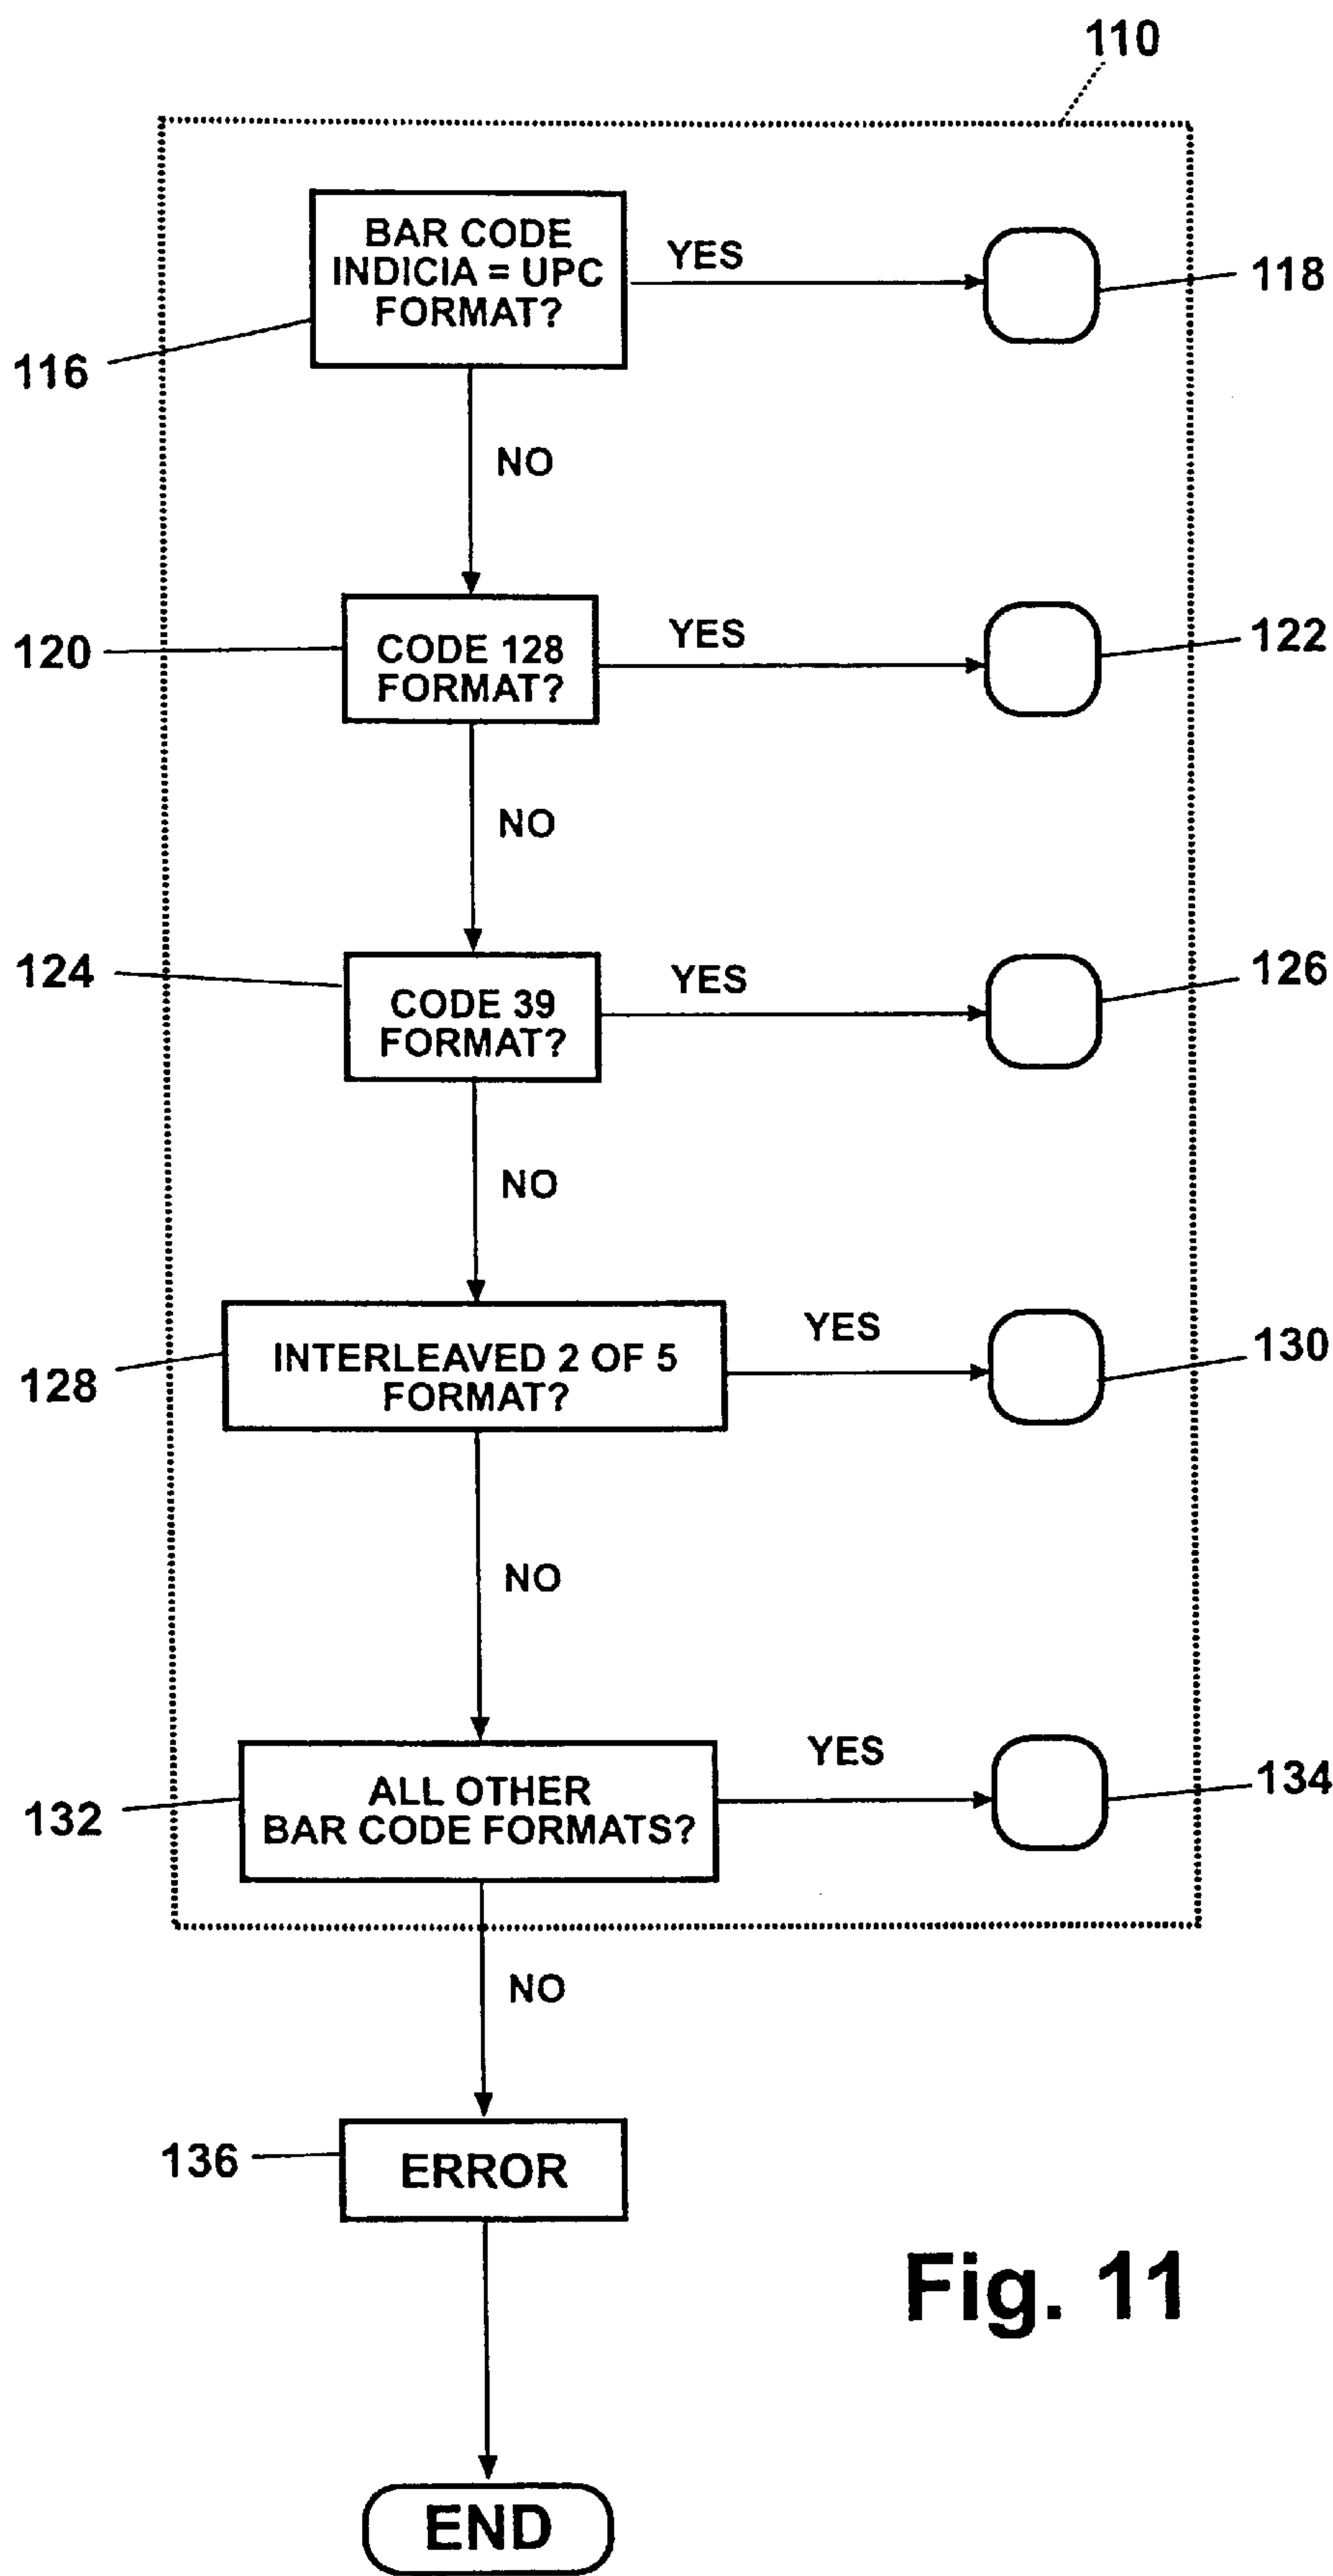 110
BAR CODE
INDICIA = UPC
FORMAT?
YES
118
116
NO
120
CODE 128
FORMAT?
YES
122
NO
124
CODE 39
FORMAT?
YES
126
NO
128
INTERLEAVED 2 OF 5
FORMAT?
YES
130
NO
132
ALL OTHER
BAR CODE FORMATS?
YES
134
NO
136
ERROR
Fig. 11
END